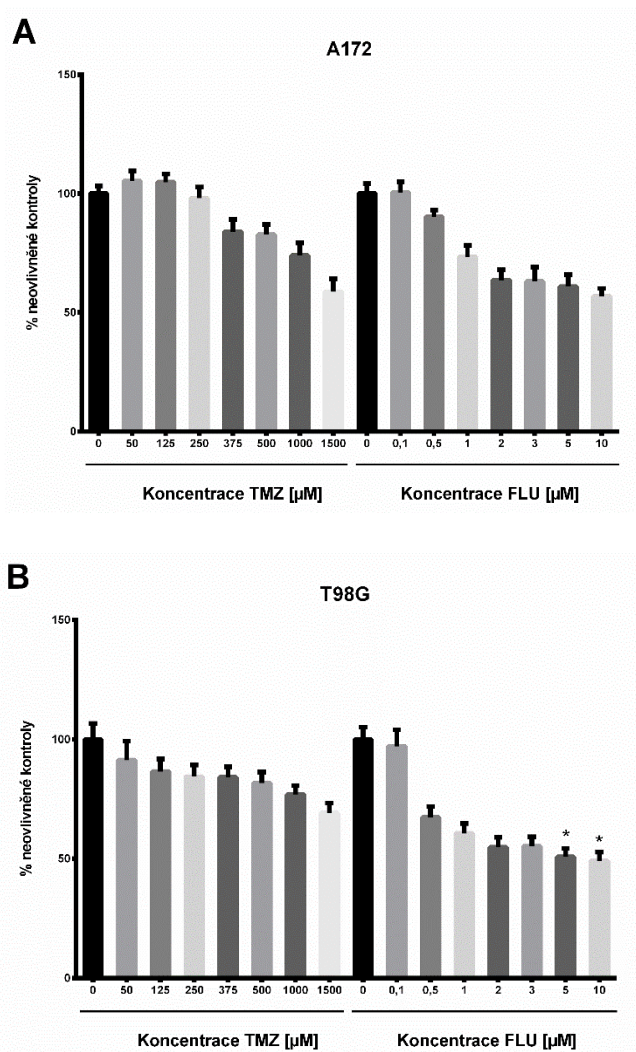 A
A172
150
100
50
0
% neovlivněné kontroly
0 50 125 250 375 500 1000 1500 0 0,1 0,5 1 2 3 5 10
Koncentrace TMZ [µM] Koncentrace FLU [µM]
B
T98G
150
100
50
0
% neovlivněné kontroly
* *
0 50 125 250 375 500 1000 1500 0 0,1 0,5 1 2 3 5 10
Koncentrace TMZ [µM] Koncentrace FLU [µM]